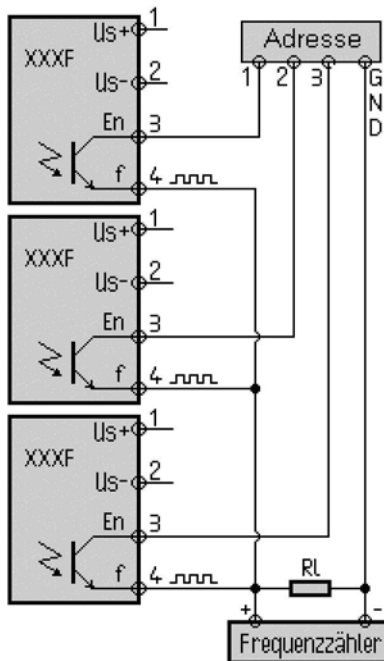 XXXF
Us+ 1
Us- 2
En 3
f 4
XXXF
Us+ 1
Us- 2
En 3
f 4
XXXF
Us+ 1
Us- 2
En 3
f 4
Adresse
1 2 3 GND
Rl
+ -
Frequenzzähler